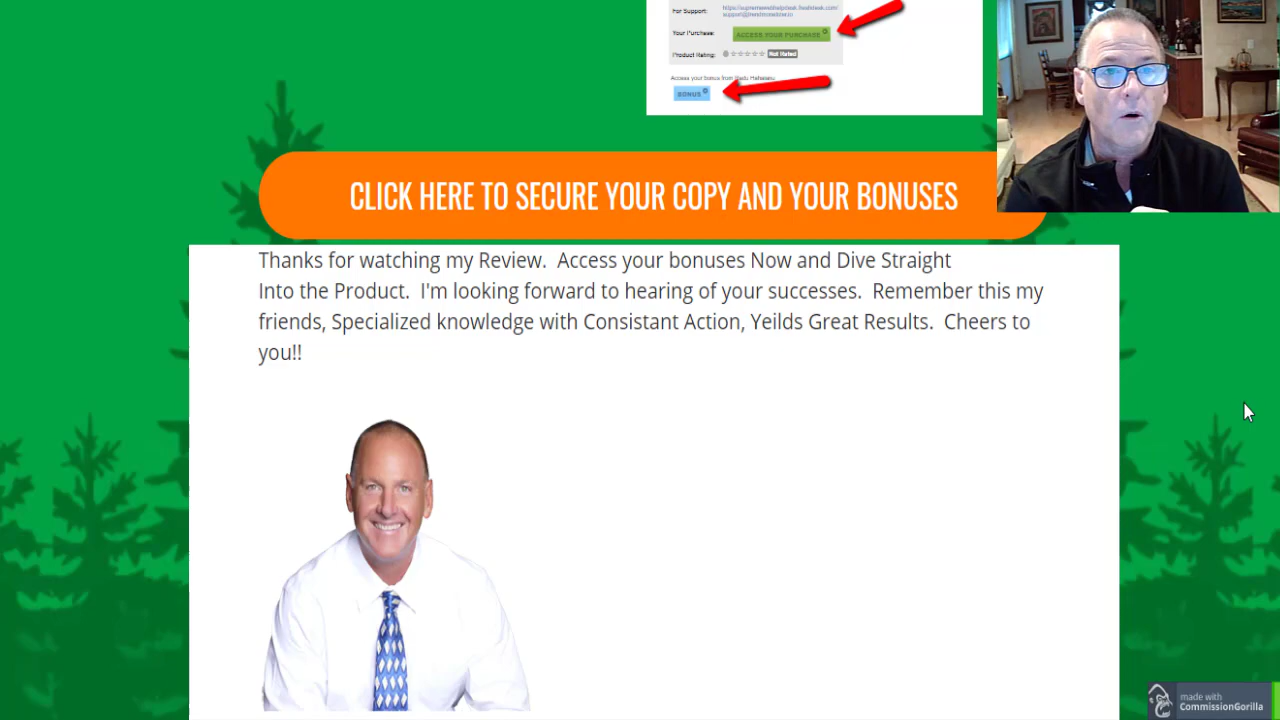 For Support:
Your Purchase:
ACCESS YOUR PURCHASE
Product Rating:
Not Rated
BONUS
CLICK HERE TO SECURE YOUR COPY AND YOUR BONUSES
Thanks for watching my Review.  Access your bonuses Now and Dive Straight
Into the Product.  I'm looking forward to hearing of your successes.  Remember this my
friends, Specialized knowledge with Consistant Action, Yeilds Great Results.  Cheers to
you!!
made with
CommissionGorilla